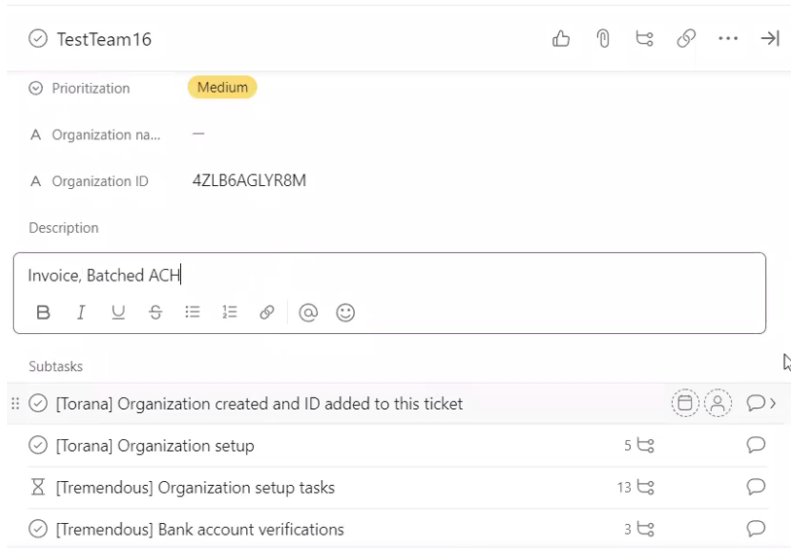 TestTeam16
Prioritization Medium
A Organization na... —
A Organization ID 4ZLB6AGLYR8M
Description
Invoice, Batched ACH
B I U S @
Subtasks
[Torana] Organization created and ID added to this ticket
[Torana] Organization setup 5
[Tremendous] Organization setup tasks 13
[Tremendous] Bank account verifications 3